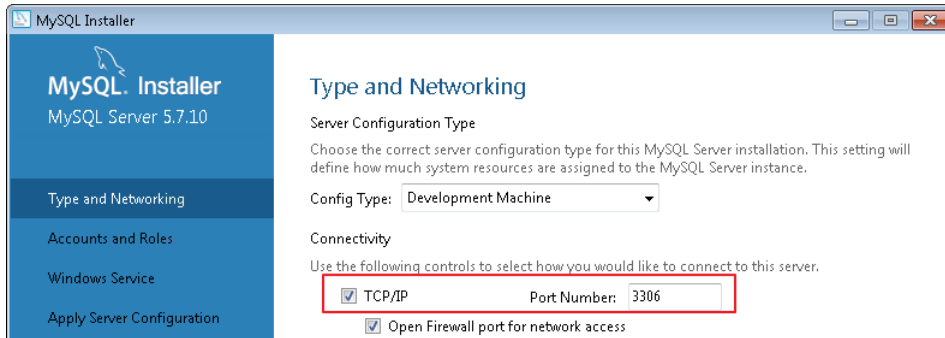 MySQL Installer
MySQL. Installer
MySQL Server 5.7.10
Type and Networking
Accounts and Roles
Windows Service
Apply Server Configuration
Type and Networking
Server Configuration Type
Choose the correct server configuration type for this MySQL Server installation. This setting will
define how much system resources are assigned to the MySQL Server instance.
Config Type: Development Machine
Connectivity
Use the following controls to select how you would like to connect to this server.
TCP/IP Port Number: 3306
Open Firewall port for network access